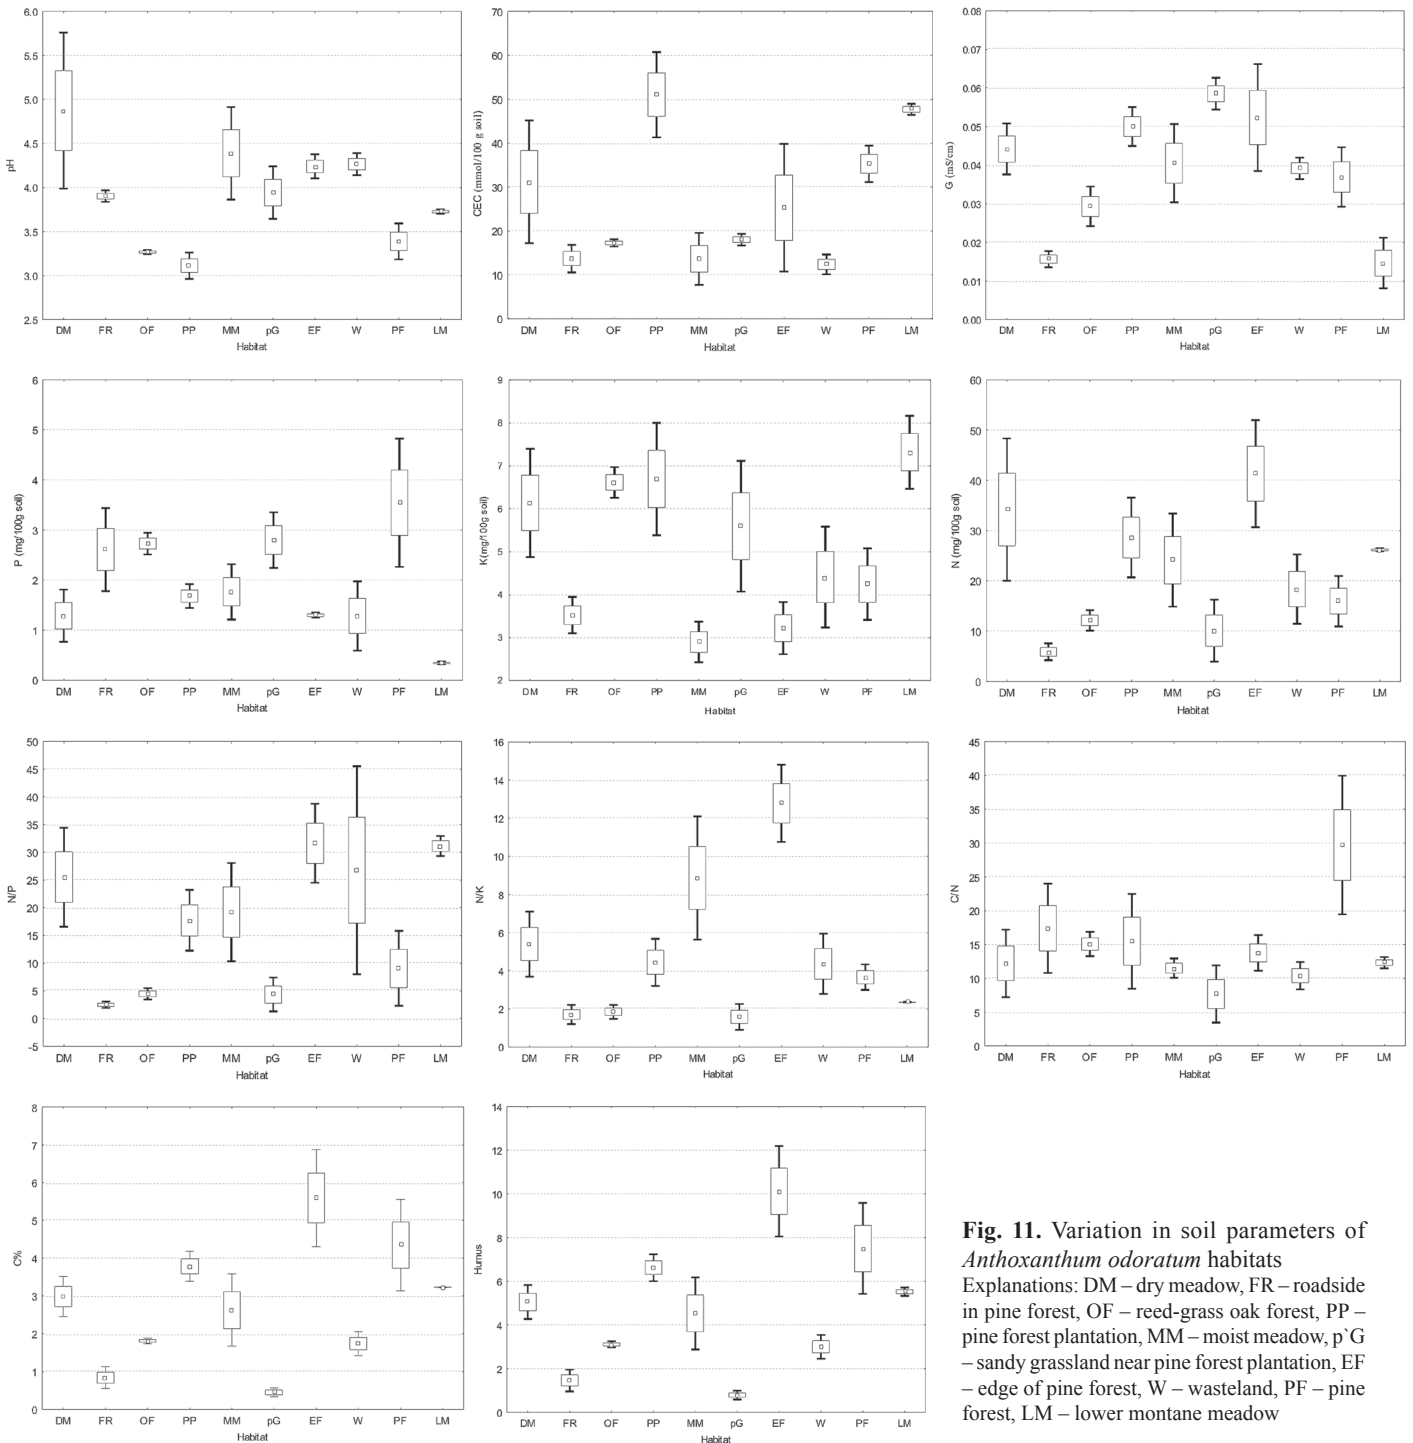 6.0
5.5
5.0
4.5
4.0
3.5
3.0
2.5
pH
DM FR OF PP MM pG EF W PF LM
Habitat
70
60
50
40
30
20
10
0
CEC (mmol/100 g soil)
DM FR OF PP MM pG EF W PF LM
Habitat
0.08
0.07
0.06
0.05
0.04
0.03
0.02
0.01
0.00
G (mS/cm)
DM FR OF PP MM pG EF W PF LM
Habitat
6
5
4
3
2
1
0
P (mg/100g soil)
DM FR OF PP MM pG EF W PF LM
Habitat
9
8
7
6
5
4
3
2
K(mg/100g soil)
DM FR OF PP MM pG EF W PF LM
Habitat
60
50
40
30
20
10
0
N (mg/100g soil)
DM FR OF PP MM pG EF W PF LM
Habitat
50
45
40
35
30
25
20
15
10
5
0
-5
N/P
DM FR OF PP MM pG EF W PF LM
Habitat
16
14
12
10
8
6
4
2
0
N/K
DM FR OF PP MM pG EF W PF LM
Habitat
45
40
35
30
25
20
15
10
5
0
C/N
DM FR OF PP MM pG EF W PF LM
Habitat
8
7
6
5
4
3
2
1
0
C%
DM FR OF PP MM pG EF W PF LM
Habitat
14
12
10
8
6
4
2
0
Humus
DM FR OF PP MM pG EF W PF LM
Habitat
Fig. 11. Variation in soil parameters of
Anthoxanthum odoratum habitats
Explanations: DM – dry meadow, FR – roadside
in pine forest, OF – reed-grass oak forest, PP –
pine forest plantation, MM – moist meadow, p`G
– sandy grassland near pine forest plantation, EF
– edge of pine forest, W – wasteland, PF – pine
forest, LM – lower montane meadow